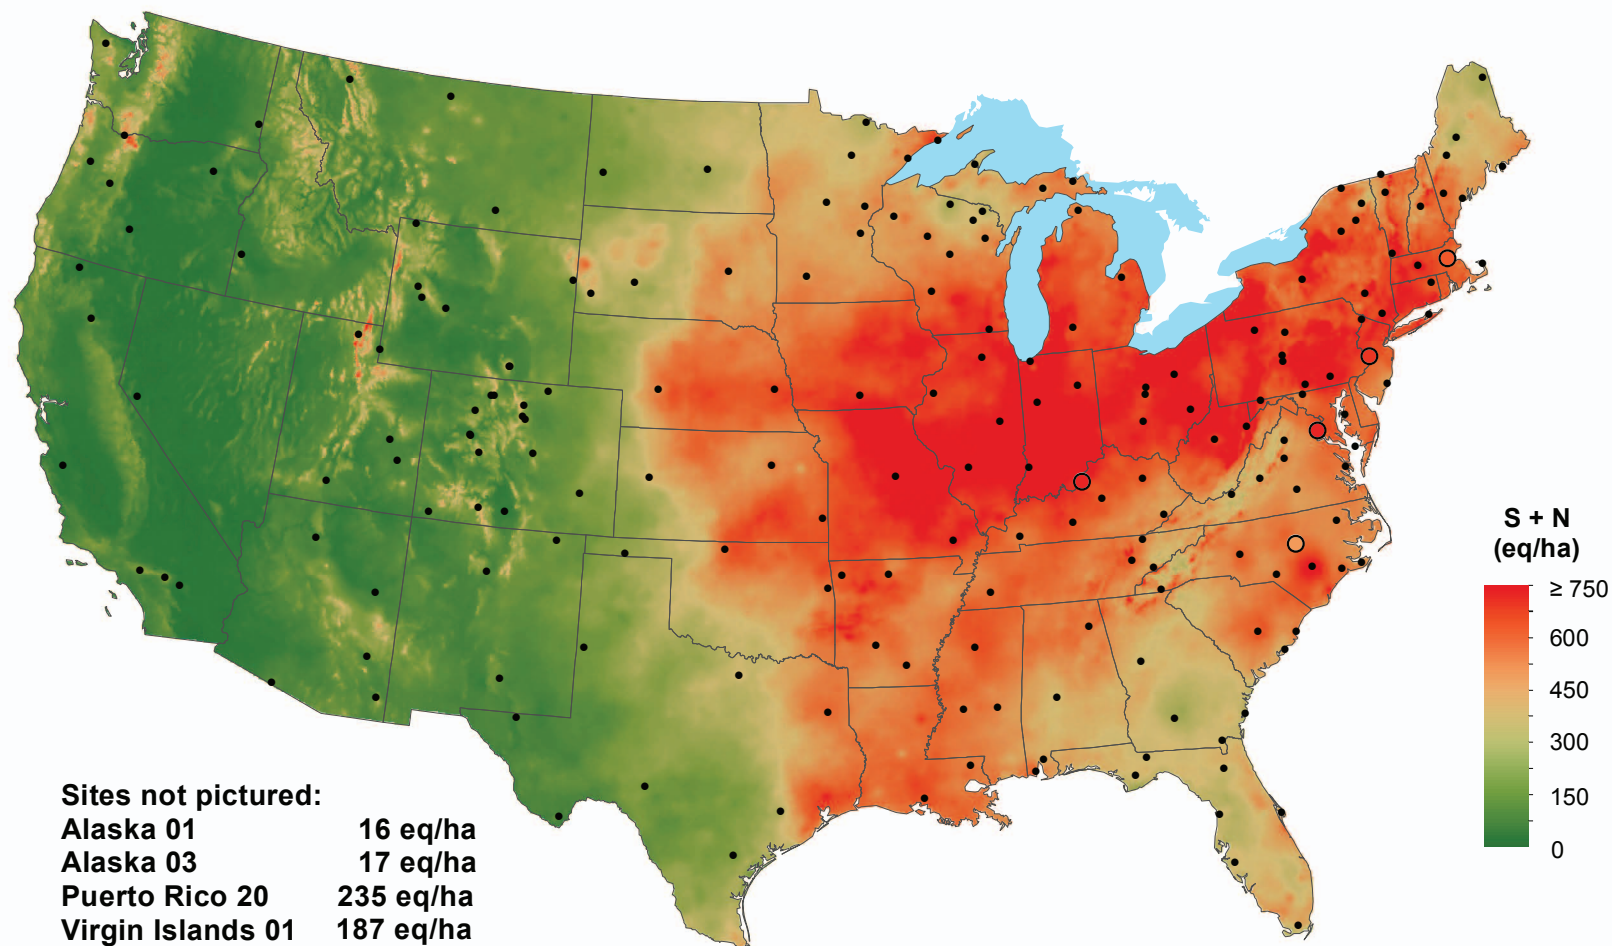 S + N
(eq/ha)
≥ 750
600
450
300
150
0
Sites not pictured:
Alaska 01 16 eq/ha
Alaska 03 17 eq/ha
Puerto Rico 20 235 eq/ha
Virgin Islands 01 187 eq/ha